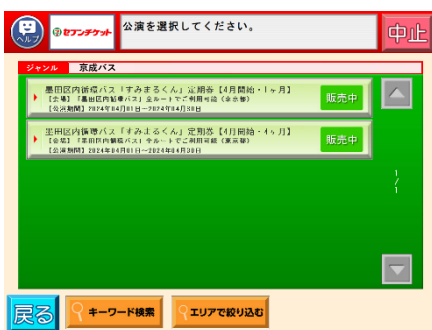 ヘルプ
セブンチケット
公演を選択してください。
中止
ジャンル 京成バス
墨田区内循環バス「すみまるくん」定期券【4月開始・1ヶ月】
【会場】「墨田区内循環バス」全ルートでご利用可能（東京都）
【公演期間】2024年04月01日～2024年04月30日
販売中
墨田区内循環バス「すみまるくん」定期券【4月開始・1ヶ月】
【会場】「墨田区内循環バス」全ルートでご利用可能（東京都）
【公演期間】2024年04月01日～2024年04月30日
販売中
1
/
1
戻る
キーワード検索
エリアで絞り込む